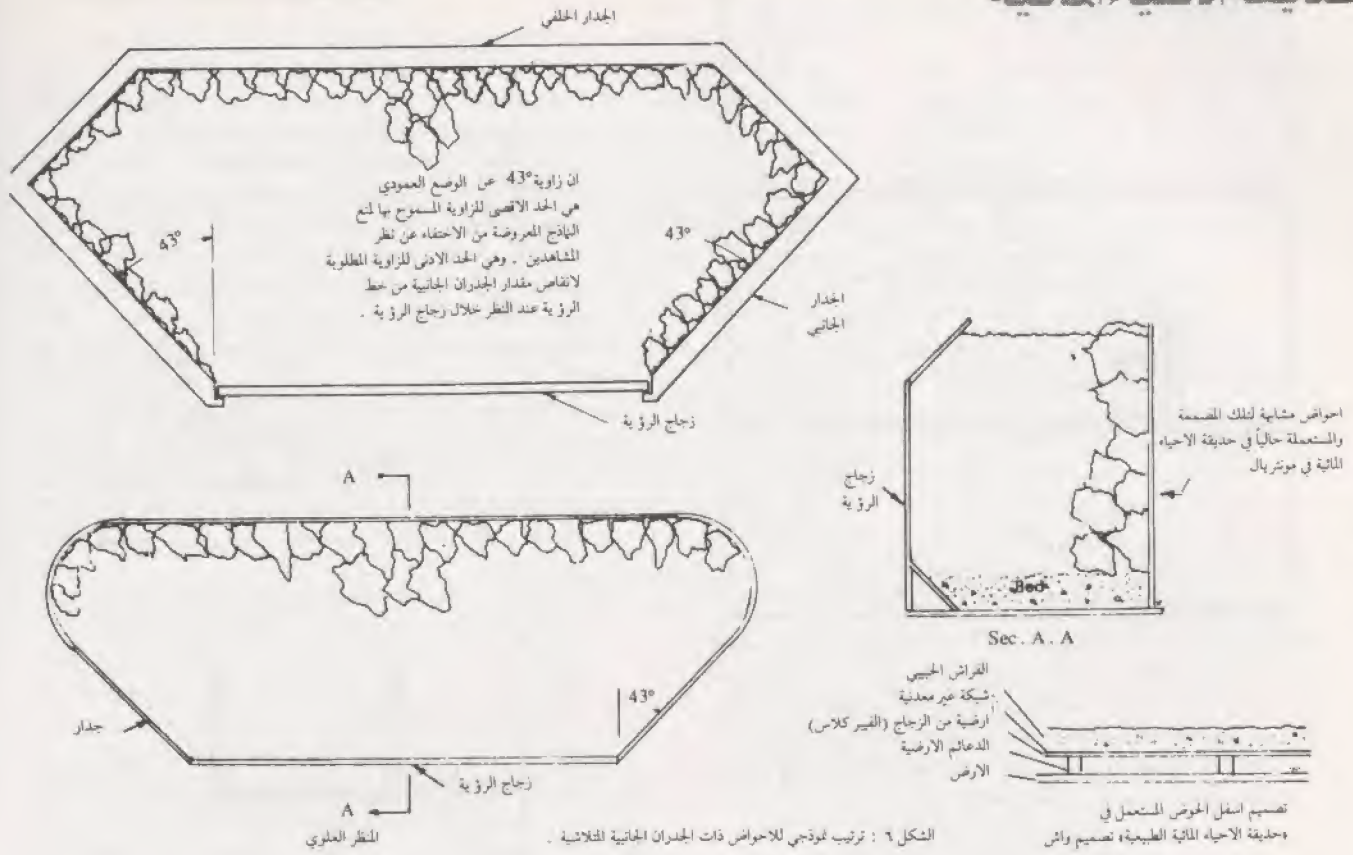 الجدار الخلفي
ان زاوية 43° عن الوضع العمودي
هي الحد الاقصى للزاوية المسموح بها لمنع
النماذج المعروضة من الاختفاء عن نظر
المشاهدين . وهي الحد الادنى للزاوية المطلوبة
لانقاص مقدار الجدران الجانبية من خط
الرؤية عند النظر خلال زجاج الرؤية .
43°
43°
الجدار
الجانبي
زجاج الرؤية
احواض مشابهة لتلك المصممة
والمستعملة حالياً في حديقة الاحياء
المائية في مونتريال
زجاج
الرؤية
Bed
Sec. A. A
A
43°
جدار
زجاج الرؤية
A
المنظر العلوي
الفراش الحبيبي
شبكة غير معدنية
ارضية من الزجاج (الفيبر كلاس)
الدعائم الارضية
الارض
تصميم اسفل الحوض المستعمل في
«حديقة الاحياء المائية الطبيعية» تصميم واش
الشكل ٦ : ترتيب نموذجي للاحواض ذات الجدران الجانبية المتلاشية .